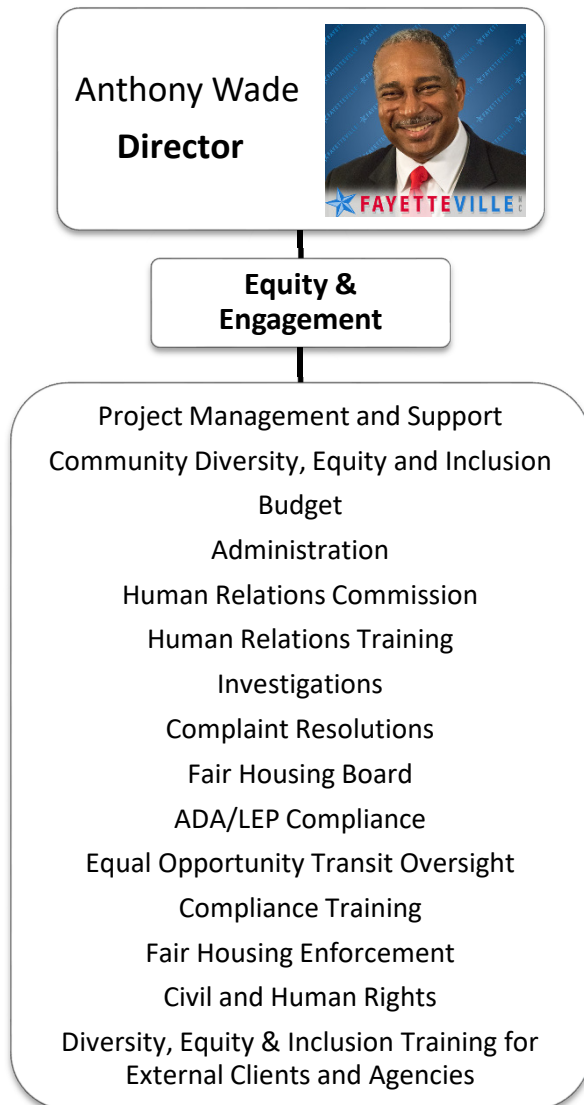 Anthony Wade
Director
FAYETTEVILLE
Equity &
Engagement
Project Management and Support
Community Diversity, Equity and Inclusion
Budget
Administration
Human Relations Commission
Human Relations Training
Investigations
Complaint Resolutions
Fair Housing Board
ADA/LEP Compliance
Equal Opportunity Transit Oversight
Compliance Training
Fair Housing Enforcement
Civil and Human Rights
Diversity, Equity & Inclusion Training for
External Clients and Agencies